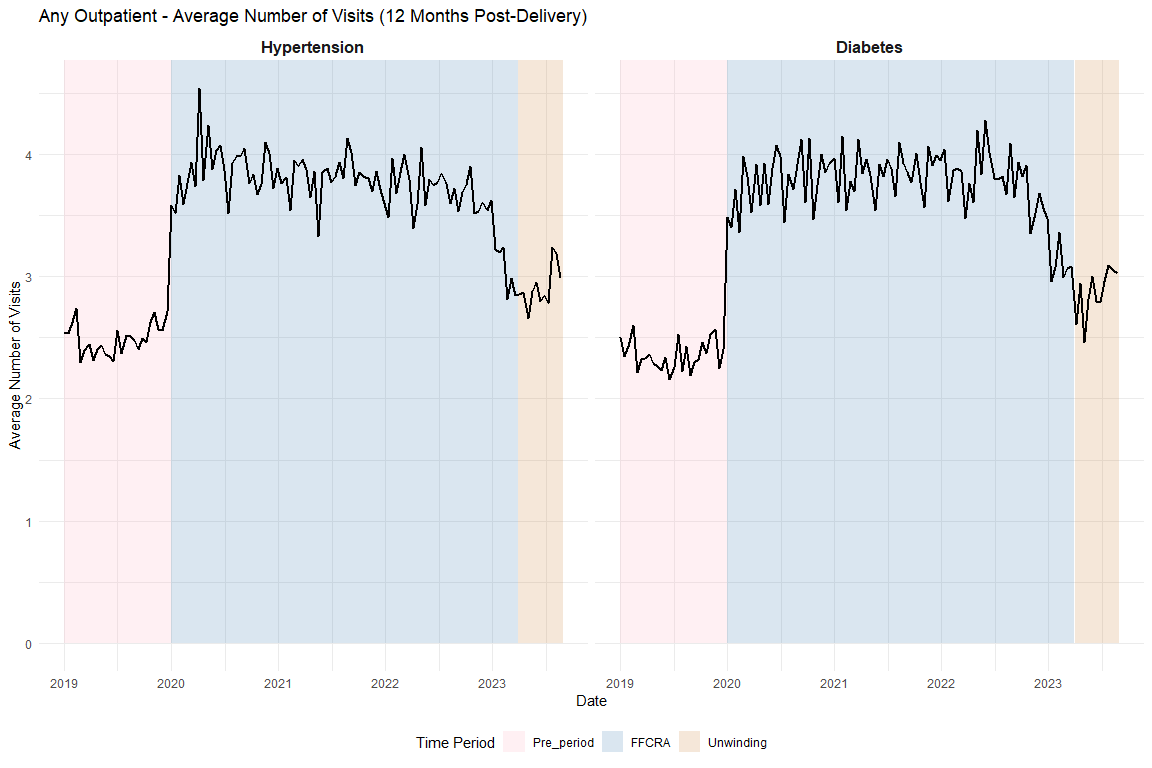 Any Outpatient - Average Number of Visits (12 Months Post-Delivery)
Hypertension
Diabetes
Average Number of Visits
4
3
2
1
0
2019 2020 2021 2022 2023
2019 2020 2021 2022 2023
Date
Time Period Pre_period FFCRA Unwinding